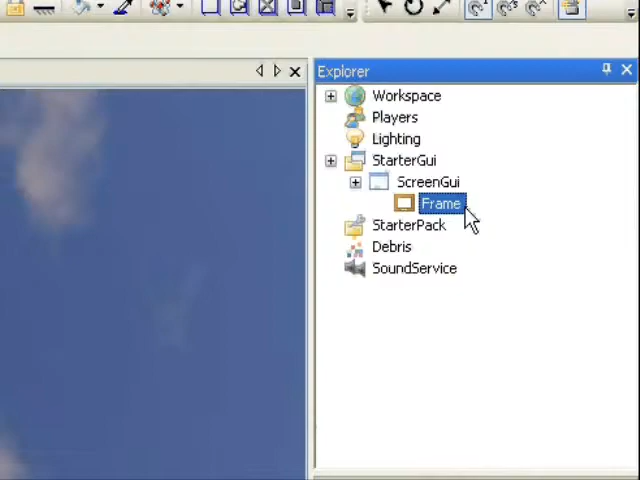 Explorer
Workspace
Players
Lighting
StarterGui
ScreenGui
Frame
StarterPack
Debris
SoundService